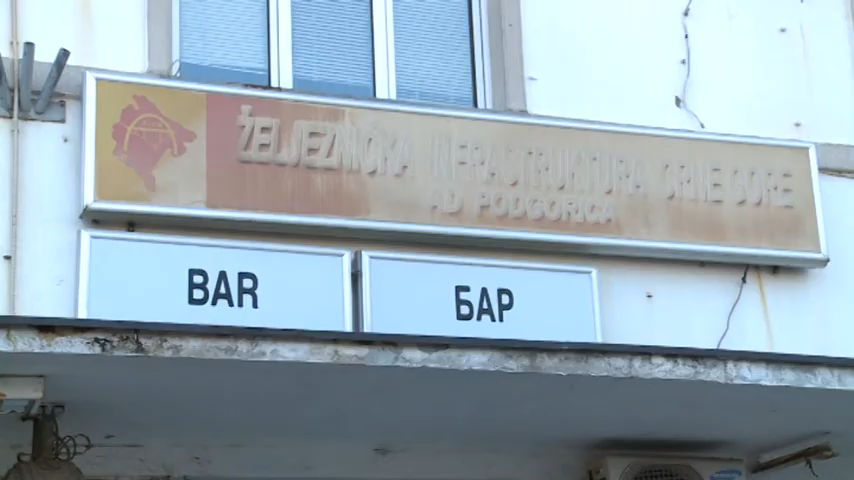 ŽELJEZNIČKA INFRASTRUKTURA CRNE GORE
AD PODGORICA
BAR
БАР